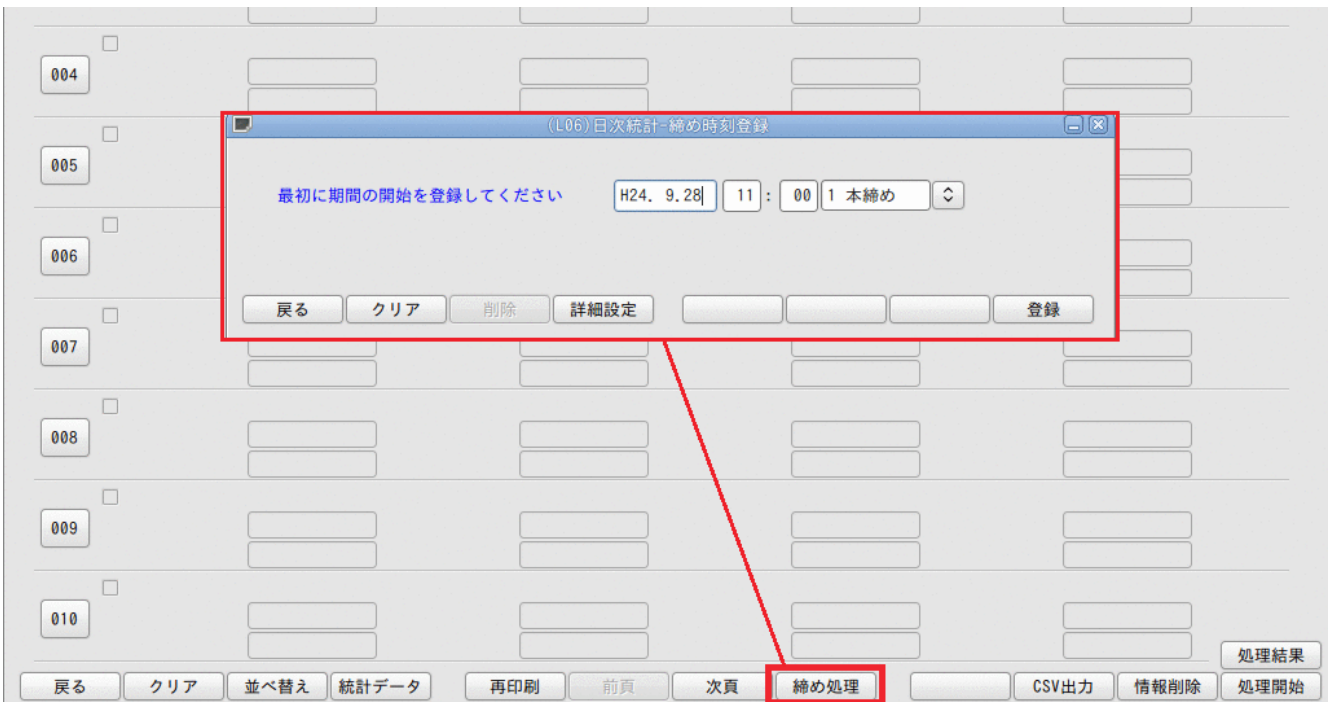 004
(L06)日次統計-締め時刻登録
005
最初に期間の開始を登録してください H24. 9.28 11 : 00 1 本締め
006
戻る クリア 削除 詳細設定 登録
007
008
009
010
処理結果
戻る クリア 並べ替え 統計データ 再印刷 前頁 次頁 締め処理 CSV出力 情報削除 処理開始